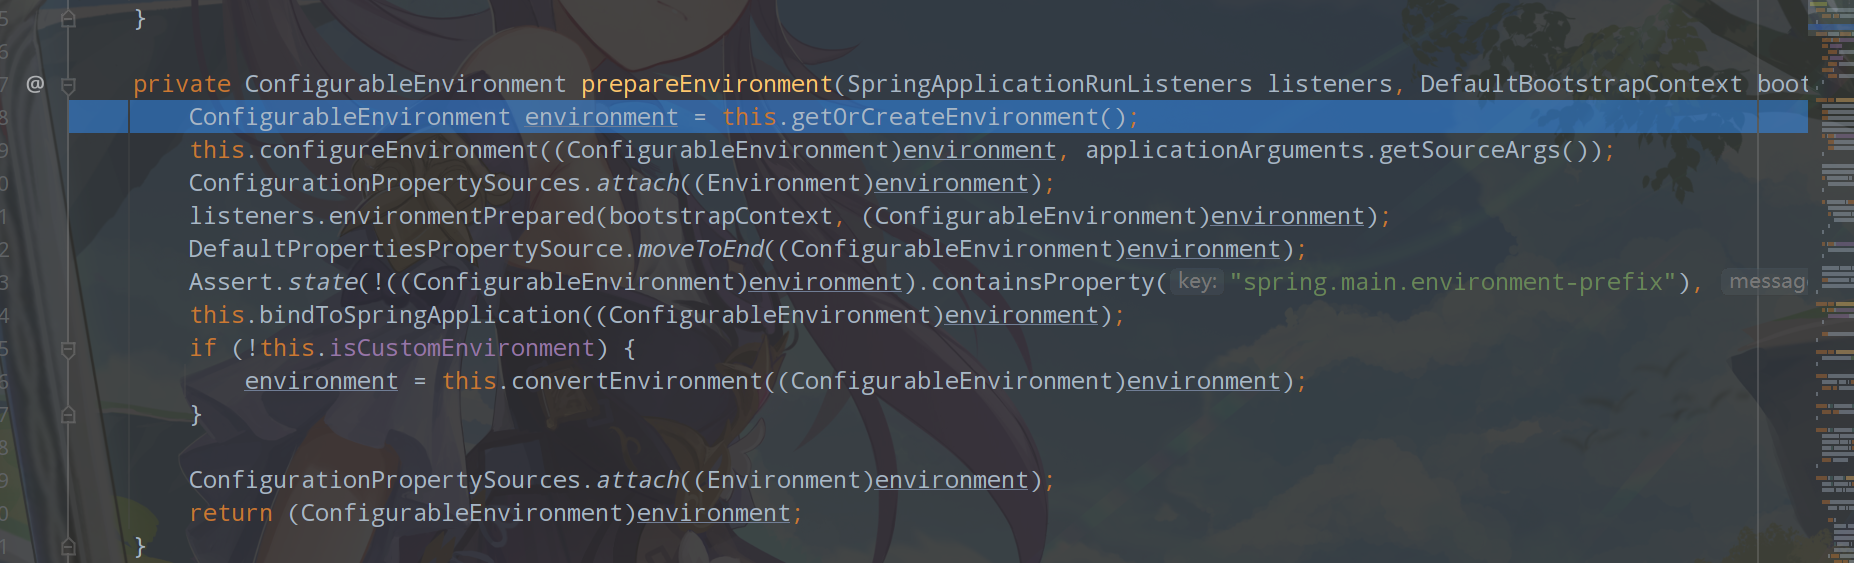 5 }
6
7 @ private ConfigurableEnvironment prepareEnvironment(SpringApplicationRunListeners listeners, DefaultBootstrapContext boot
8 ConfigurableEnvironment environment = this.getOrCreateEnvironment();
9 this.configureEnvironment((ConfigurableEnvironment)environment, applicationArguments.getSourceArgs());
0 ConfigurationPropertySources.attach((Environment)environment);
1 listeners.environmentPrepared(bootstrapContext, (ConfigurableEnvironment)environment);
2 DefaultPropertiesPropertySource.moveToEnd((ConfigurableEnvironment)environment);
3 Assert.state(!((ConfigurableEnvironment)environment).containsProperty( key: "spring.main.environment-prefix"), messag
4 this.bindToSpringApplication((ConfigurableEnvironment)environment);
5 if (!this.isCustomEnvironment) {
6 environment = this.convertEnvironment((ConfigurableEnvironment)environment);
7 }
8
9 ConfigurationPropertySources.attach((Environment)environment);
0 return (ConfigurableEnvironment)environment;
1 }